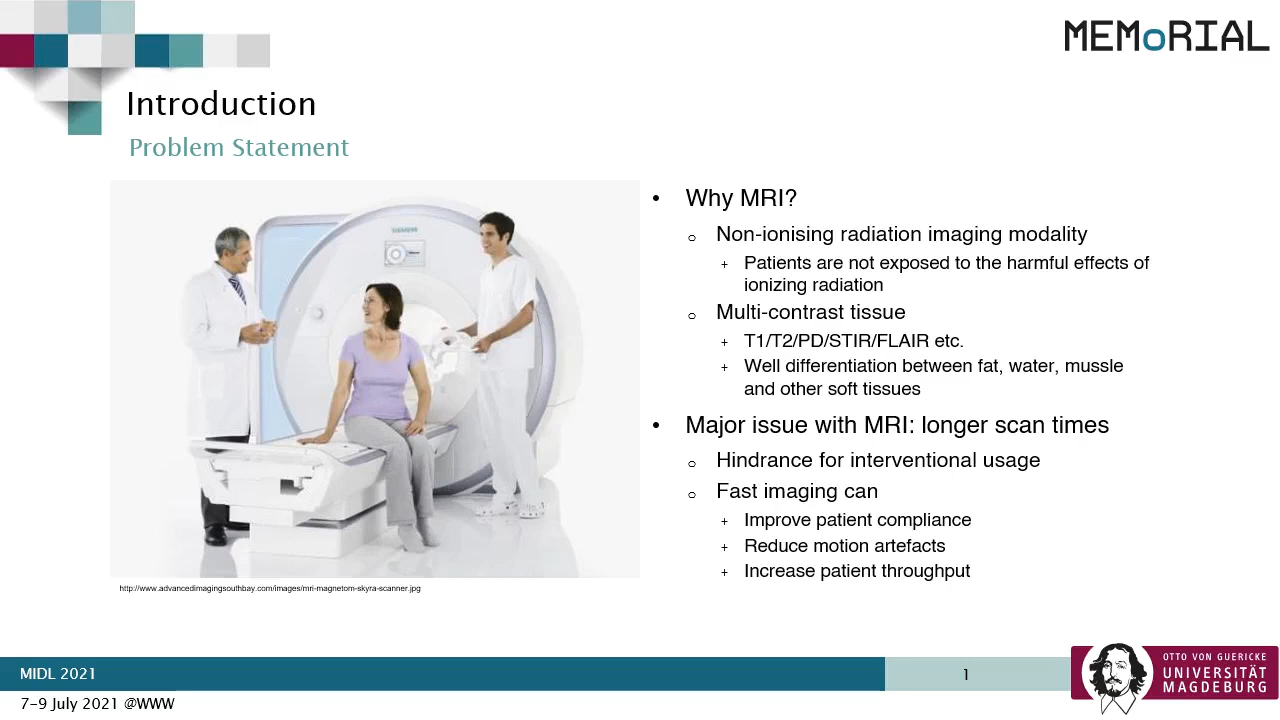 MEMoRIAL
Introduction
Problem Statement
SIEMENS
• Why MRI?
o Non-ionising radiation imaging modality
+ Patients are not exposed to the harmful effects of
ionizing radiation
o Multi-contrast tissue
+ T1/T2/PD/STIR/FLAIR etc.
+ Well differentiation between fat, water, mussle
and other soft tissues
• Major issue with MRI: longer scan times
o Hindrance for interventional usage
o Fast imaging can
+ Improve patient compliance
+ Reduce motion artefacts
+ Increase patient throughput
http://www.advancedimagingsouthbay.com/images/mri-magnetom-skyra-scanner.jpg
MIDL 2021
1
OTTO VON GUERICKE
UNIVERSITÄT
MAGDEBURG
7-9 July 2021 @WWW